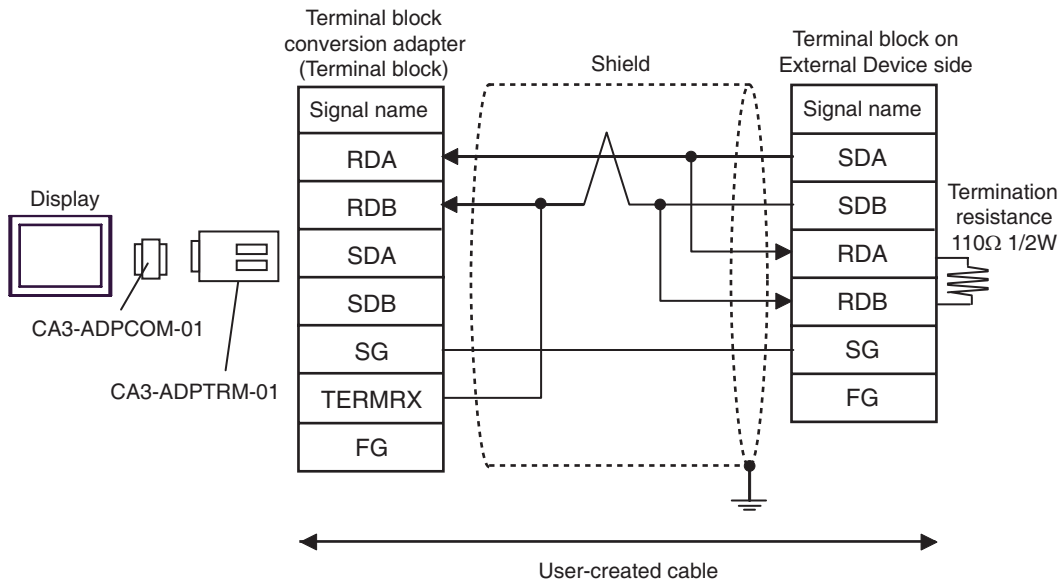 Terminal block
conversion adapter
(Terminal block)
Shield
Terminal block on
External Device side
Signal name
RDA
RDB
SDA
SDB
SG
TERMRX
FG
Signal name
SDA
SDB
RDA
RDB
SG
FG
Termination
resistance
110Ω 1/2W
Display
CA3-ADPCOM-01
CA3-ADPTRM-01
User-created cable